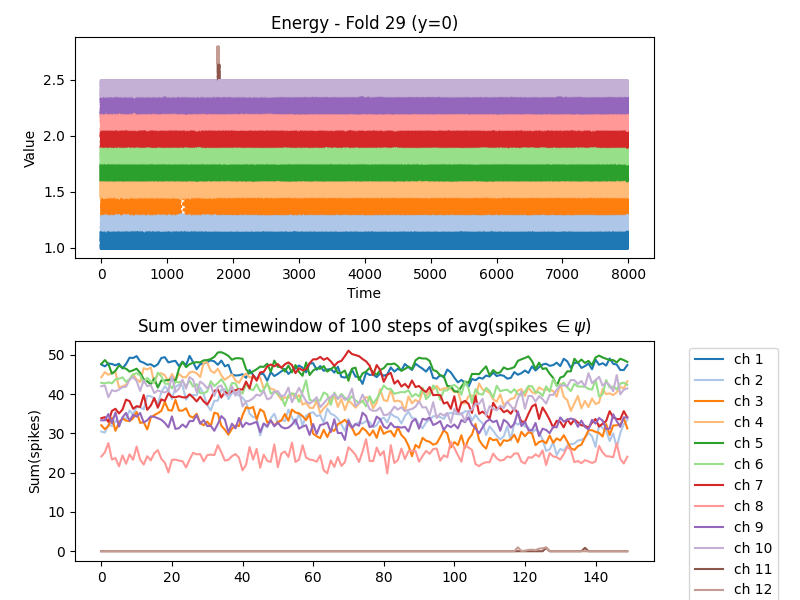 Energy - Fold 29 (y=0)
Value
2.5
2.0
1.5
1.0
0 1000 2000 3000 4000 5000 6000 7000 8000
Time
Sum over timewindow of 100 steps of avg(spikes ∈ ψ)
Sum(spikes)
50
40
30
20
10
0
0 20 40 60 80 100 120 140
ch 1
ch 2
ch 3
ch 4
ch 5
ch 6
ch 7
ch 8
ch 9
ch 10
ch 11
ch 12